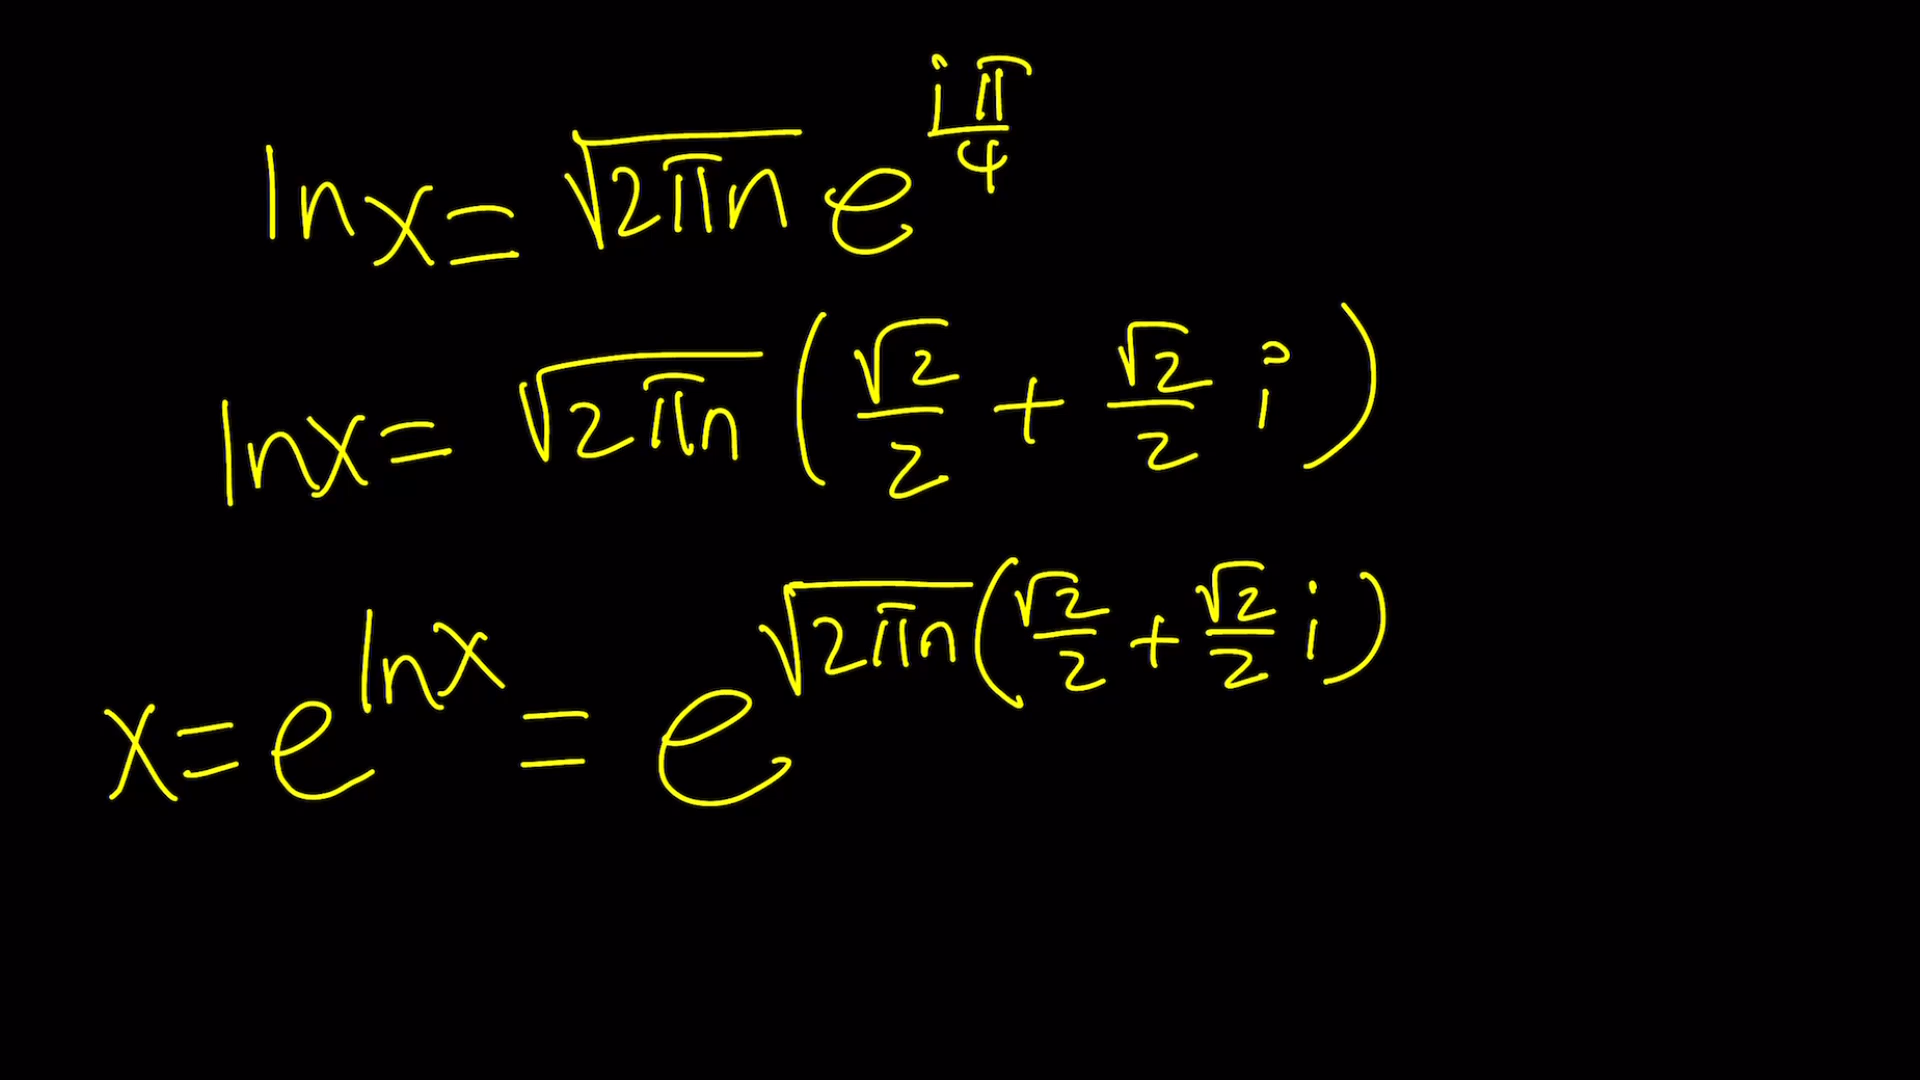 ln x = √(2πn) e^(iπ/4)
ln x = √(2πn) (√2/2 + √2/2 i)
x = e^(ln x) = e^(√(2πn) (√2/2 + √2/2 i))